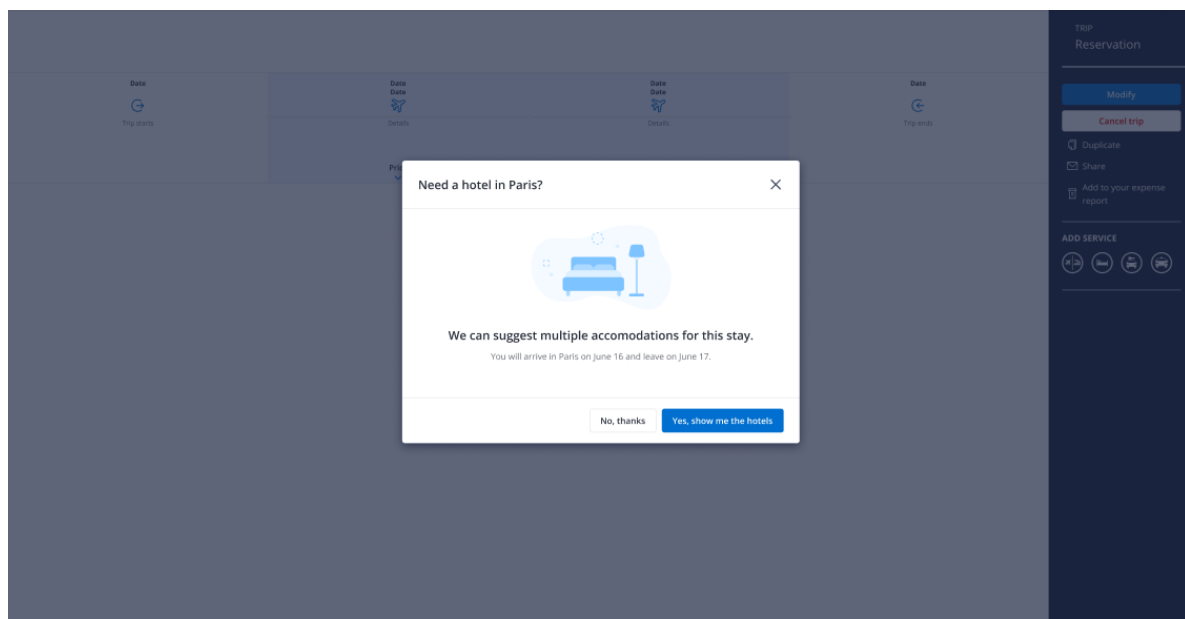 TRIP
Reservation
Date
Date
Date
Date
Date
Date
Trip starts
Details
Details
Trip ends
Modify
Cancel trip
Duplicate
Share
Add to your expense
report
ADD SERVICE
Need a hotel in Paris?
We can suggest multiple accomodations for this stay.
You will arrive in Paris on June 16 and leave on June 17.
No, thanks
Yes, show me the hotels